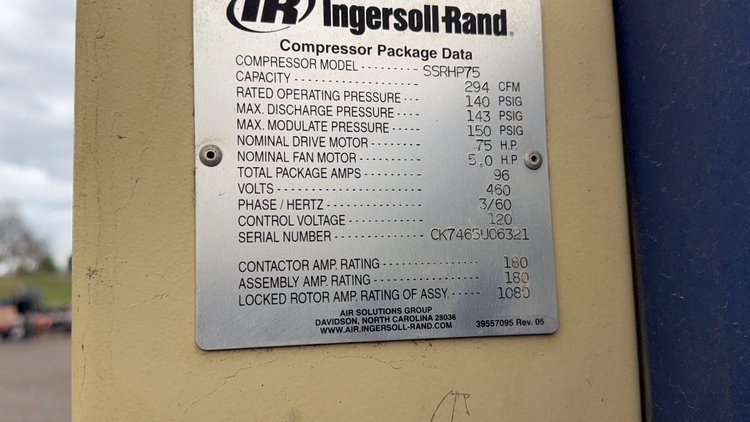 IR Ingersoll-Rand®
Compressor Package Data
COMPRESSOR MODEL SSRHP75
CAPACITY 294 CFM
RATED OPERATING PRESSURE 140 PSIG
MAX. DISCHARGE PRESSURE 143 PSIG
MAX. MODULATE PRESSURE 150 PSIG
NOMINAL DRIVE MOTOR 75 H.P.
NOMINAL FAN MOTOR 5.0 H.P.
TOTAL PACKAGE AMPS 96
VOLTS 460
PHASE / HERTZ 3/60
CONTROL VOLTAGE 120
SERIAL NUMBER CK7465U06321
CONTACTOR AMP. RATING 180
ASSEMBLY AMP. RATING 180
LOCKED ROTOR AMP. RATING OF ASSY. 1080
AIR SOLUTIONS GROUP
DAVIDSON, NORTH CAROLINA 28036
WWW.AIR.INGERSOLL-RAND.COM
39557095 Rev. 05